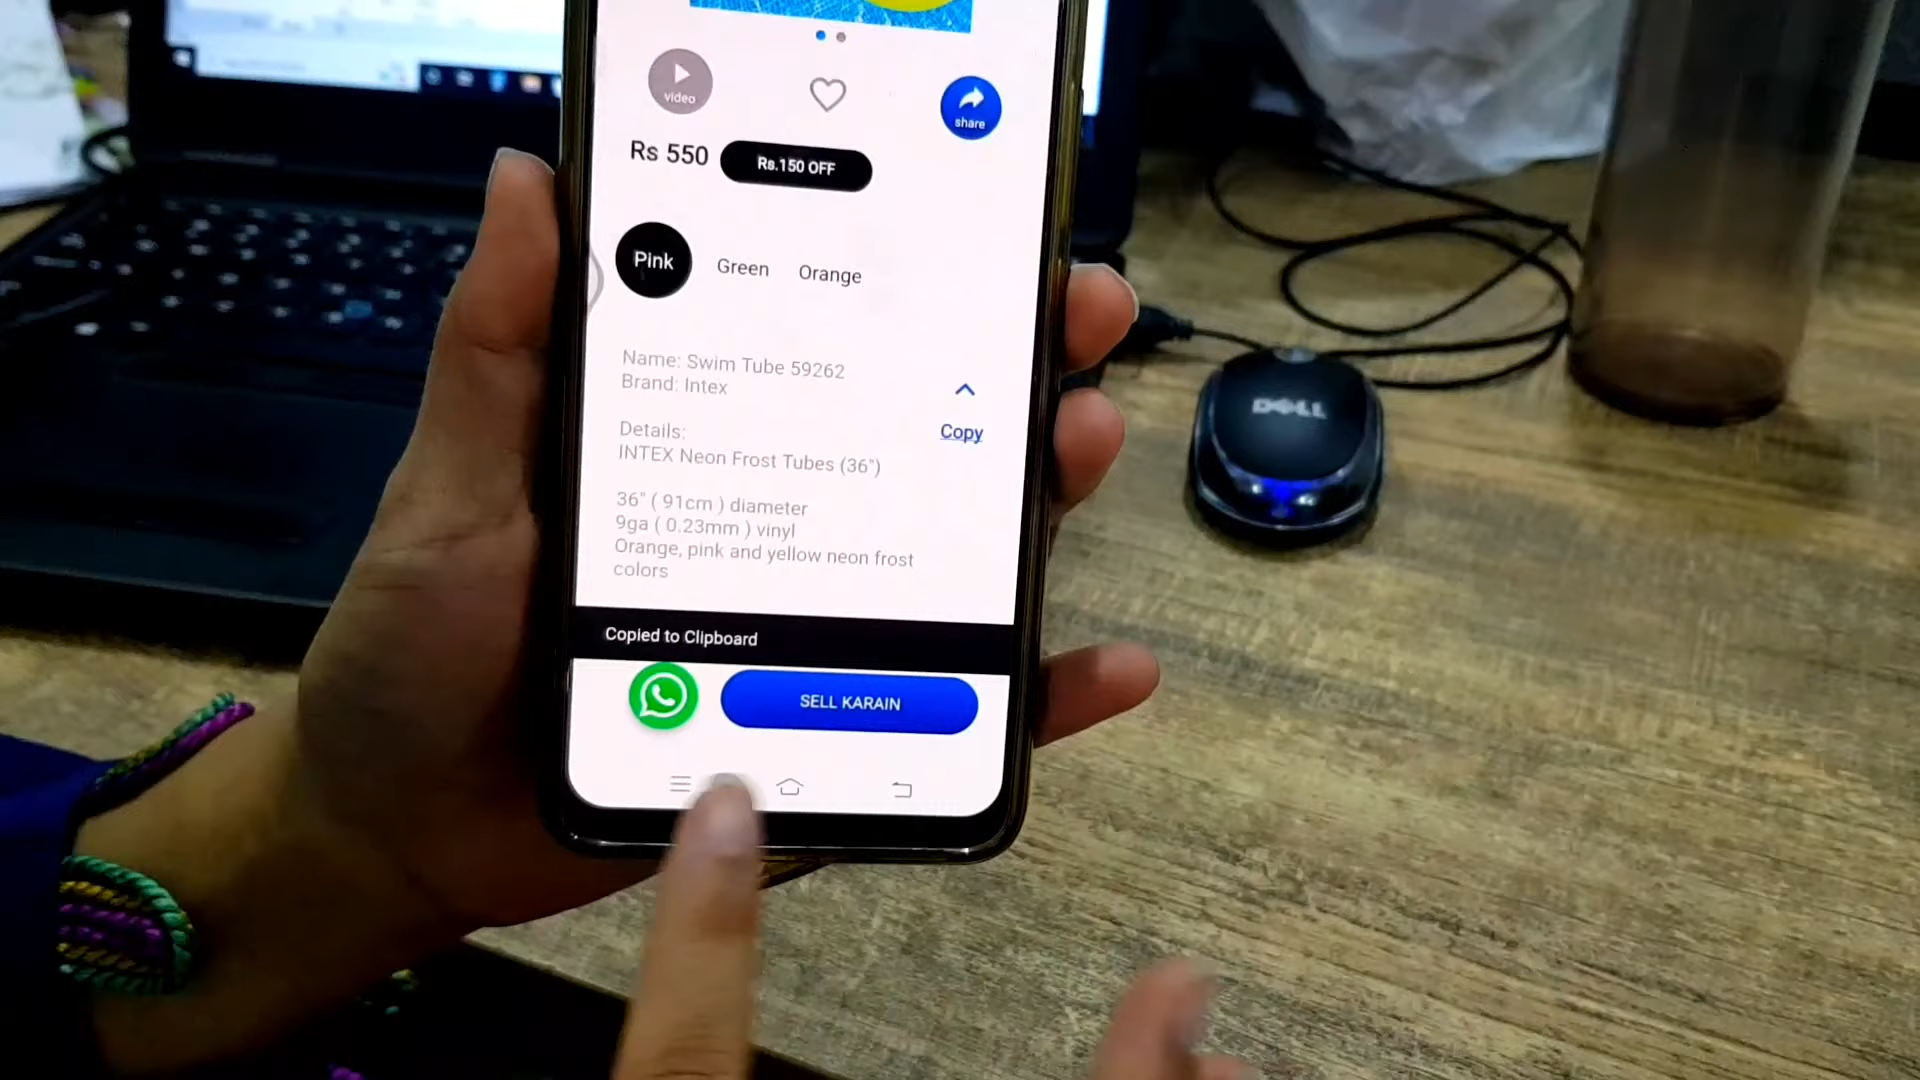 video
share
Rs 550
Rs.150 OFF
Pink
Green
Orange
Name: Swim Tube 59262
Brand: Intex
Copy
Details:
INTEX Neon Frost Tubes (36")
36" ( 91cm ) diameter
9ga ( 0.23mm ) vinyl
Orange, pink and yellow neon frost
colors
Copied to Clipboard
SELL KARAIN
DELL